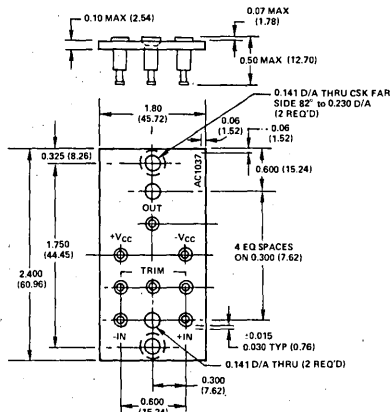 0.10 MAX (2.54)
0.07 MAX
(1.78)
0.50 MAX (12.70)
0.141 D/A THRU CSK FAR
SIDE 82° to 0.230 D/A
(2 REQ'D)
1.80
(45.72)
0.06
(1.52)
0.06
(1.52)
0.325 (8.26)
AC1037
0.600 (15.24)
OUT
1.750
(44.45)
+VCC
-VCC
4 EQ SPACES
ON 0.300 (7.62)
2.400
(60.96)
TRIM
-IN
+IN
±0.015
0.030 TYP (0.76)
0.141 D/A THRU (2 REQ'D)
0.300
(7.62)
0.600
(15.24)